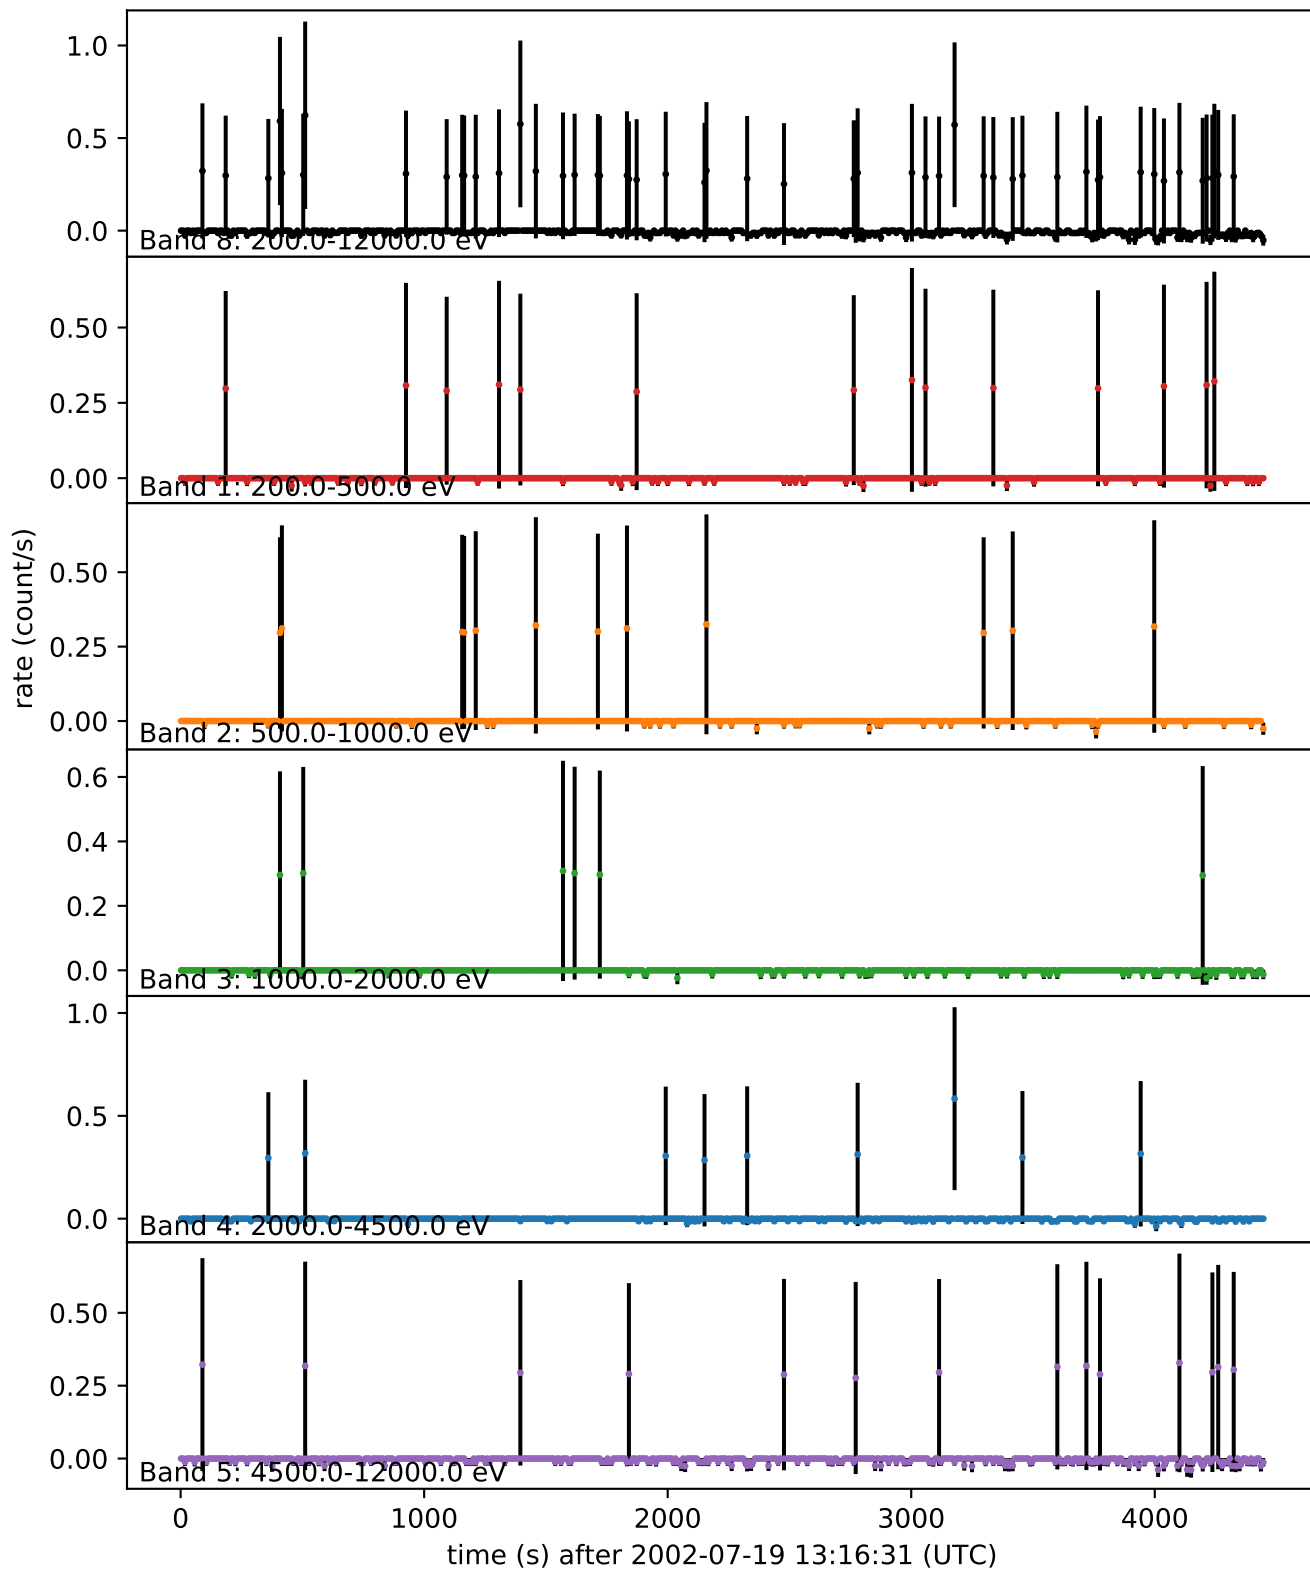 1.0
0.5
0.0
Band 8: 200.0-12000.0 eV
0.50
0.25
0.00
Band 1: 200.0-500.0 eV
rate (count/s)
0.50
0.25
0.00
Band 2: 500.0-1000.0 eV
0.6
0.4
0.2
0.0
Band 3: 1000.0-2000.0 eV
1.0
0.5
0.0
Band 4: 2000.0-4500.0 eV
0.50
0.25
0.00
Band 5: 4500.0-12000.0 eV
0 1000 2000 3000 4000
time (s) after 2002-07-19 13:16:31 (UTC)